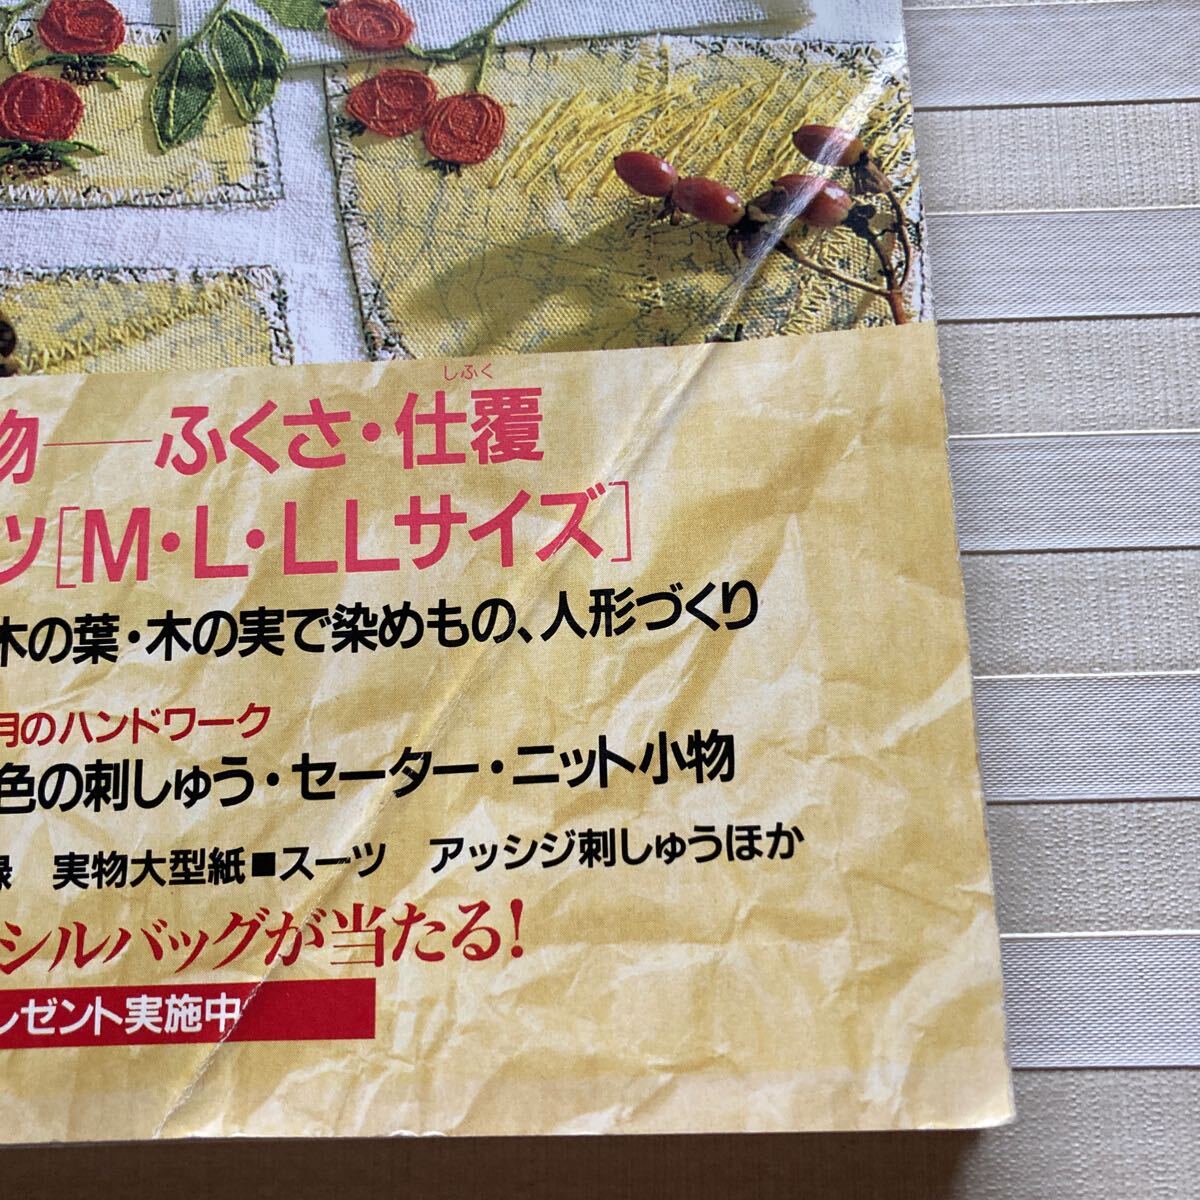 しふく
物──ふくさ・仕覆
ツ[M・L・LLサイズ]
木の葉・木の実で染めもの、人形づくり
月のハンドワーク
色の刺しゅう・セーター・ニット小物
録 実物大型紙■スーツ アッシジ刺しゅうほか
シルバッグが当たる!
レゼント実施中